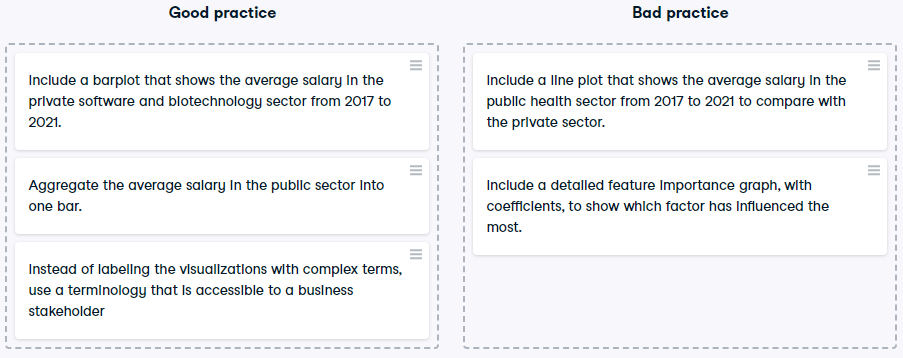 Good practice
Bad practice
Include a barplot that shows the average salary in the
private software and biotechnology sector from 2017 to
2021.
Aggregate the average salary in the public sector into
one bar.
Instead of labeling the visualizations with complex terms,
use a terminology that is accessible to a business
stakeholder
Include a line plot that shows the average salary in the
public health sector from 2017 to 2021 to compare with
the private sector.
Include a detailed feature importance graph, with
coefficients, to show which factor has influenced the
most.